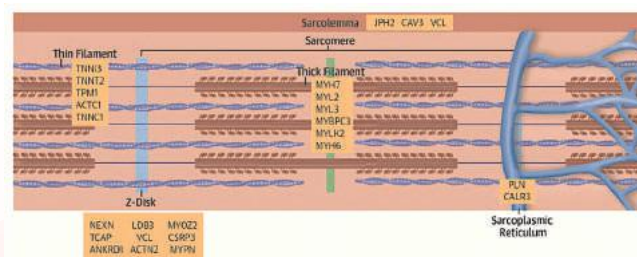 Sarcolemma JPH2 CAV3 VCL
Sarcomere
Thin Filament
TNNI3
TNNT2
TPM1
ACTC1
TNNC1
Thick Filament
MYH7
MYL2
MYL3
MYBPC3
MYLK2
MYH6
Z-Disk
NEXN LDB3 MYOZ2
TCAP VCL CSRP3
ANKRD1 ACTN2 MYPN
PLN
CALR3
Sarcoplasmic
Reticulum